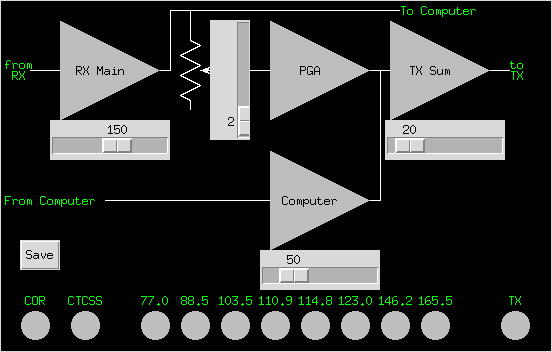 To Computer
from
RX
RX Main
PGA
TX Sum
to
TX
2
150
20
From Computer
Computer
Save
50
COR CTCSS 77.0 88.5 103.5 110.9 114.8 123.0 146.2 165.5 TX